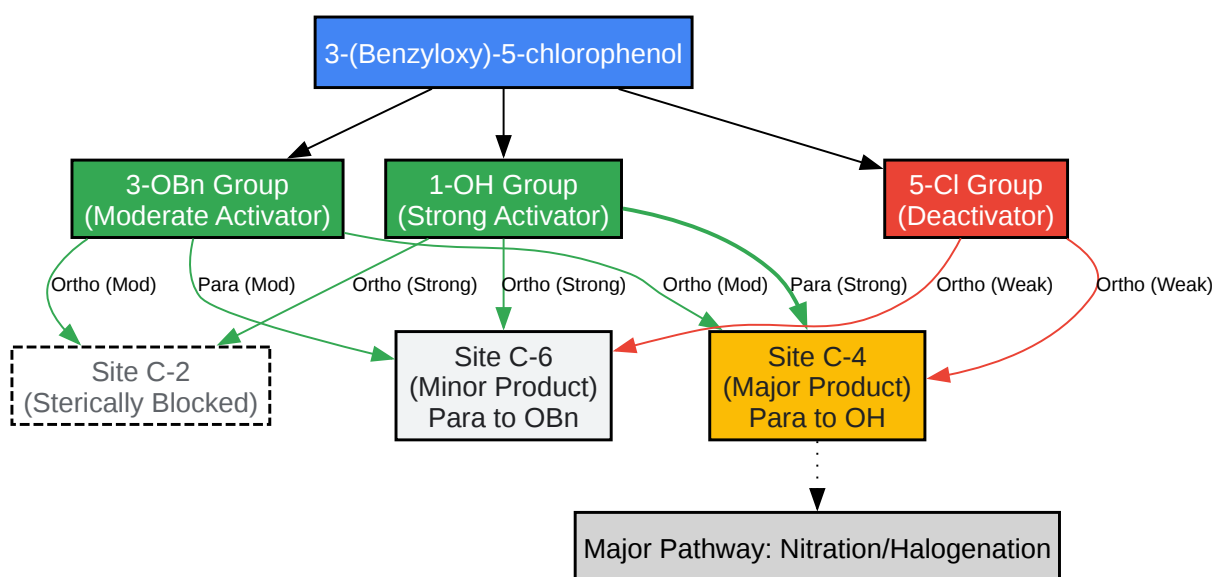 3-(Benzyloxy)-5-chlorophenol
3-OBn Group
(Moderate Activator)
1-OH Group
(Strong Activator)
5-Cl Group
(Deactivator)
Ortho (Mod)
Para (Mod)
Ortho (Strong)
Ortho (Strong)
Ortho (Mod)
Para (Strong)
Ortho (Weak)
Ortho (Weak)
Site C-2
(Sterically Blocked)
Site C-6
(Minor Product)
Para to OBn
Site C-4
(Major Product)
Para to OH
Major Pathway: Nitration/Halogenation